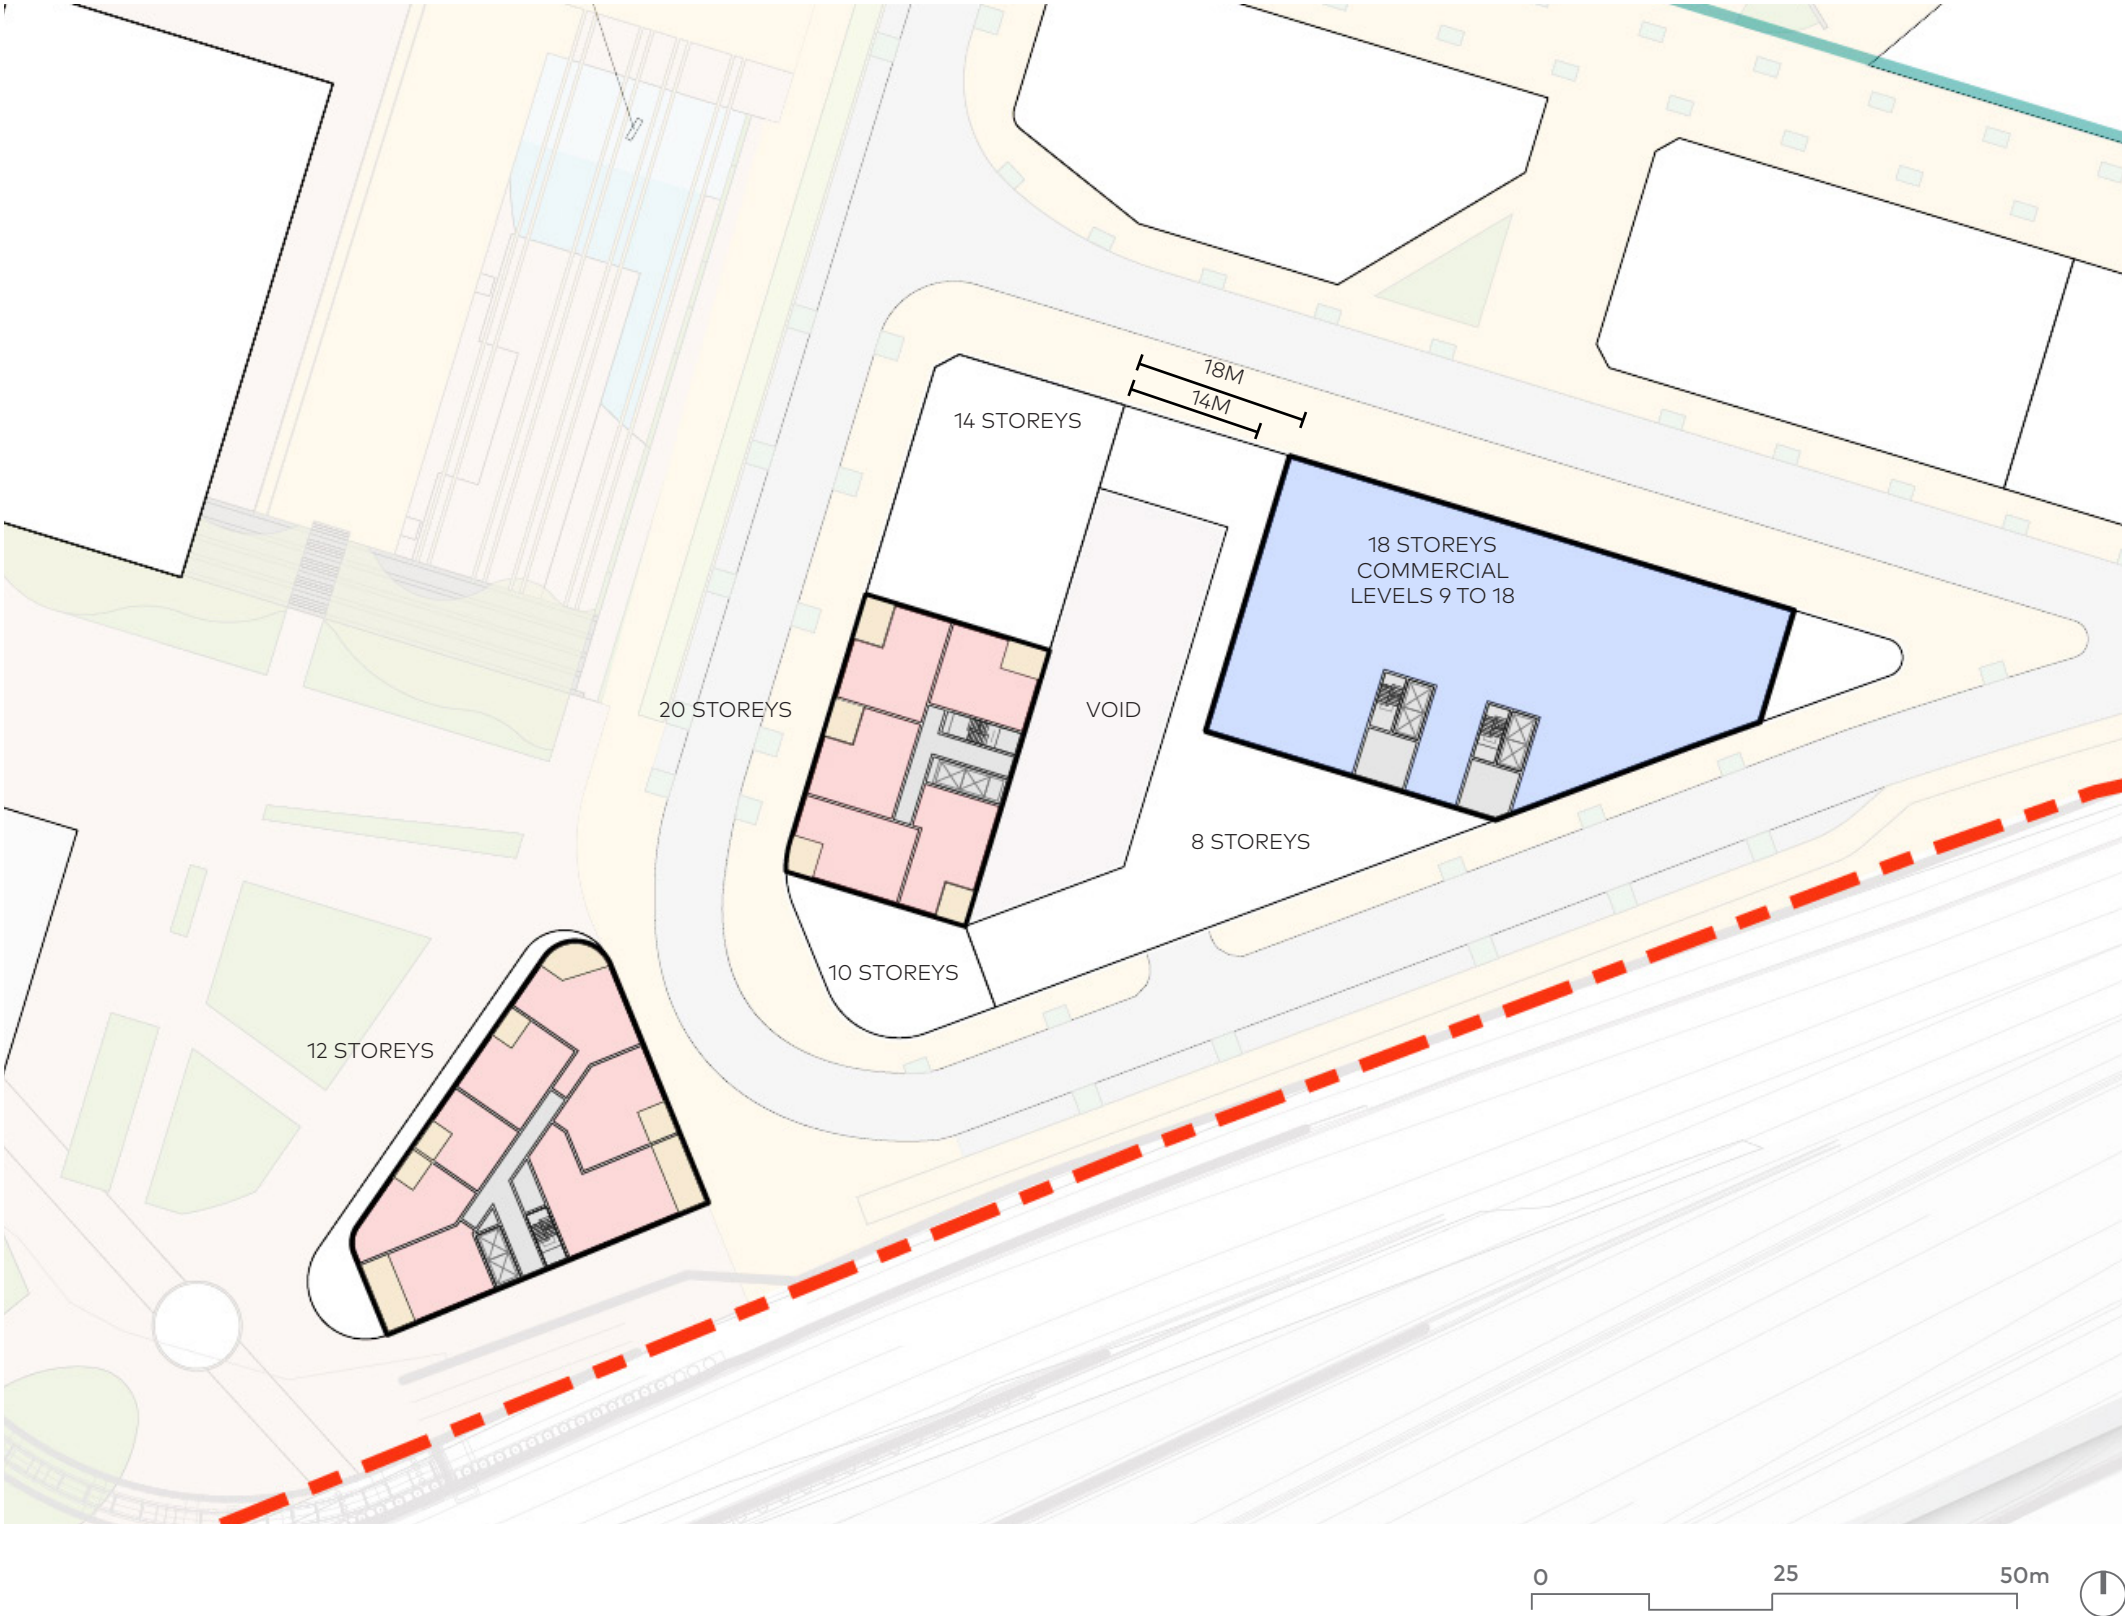 18M
14M
14 STOREYS
18 STOREYS
COMMERCIAL
LEVELS 9 TO 18
20 STOREYS
VOID
8 STOREYS
10 STOREYS
12 STOREYS
0 25 50m